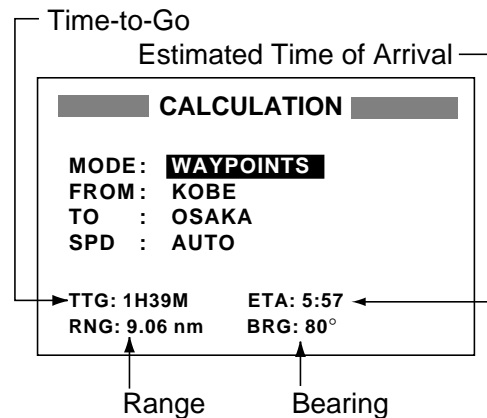 Time-to-Go
Estimated Time of Arrival
CALCULATION
MODE: WAYPOINTS
FROM: KOBE
TO : OSAKA
SPD : AUTO
TTG: 1H39M ETA: 5:57
RNG: 9.06 nm BRG: 80°
Range Bearing